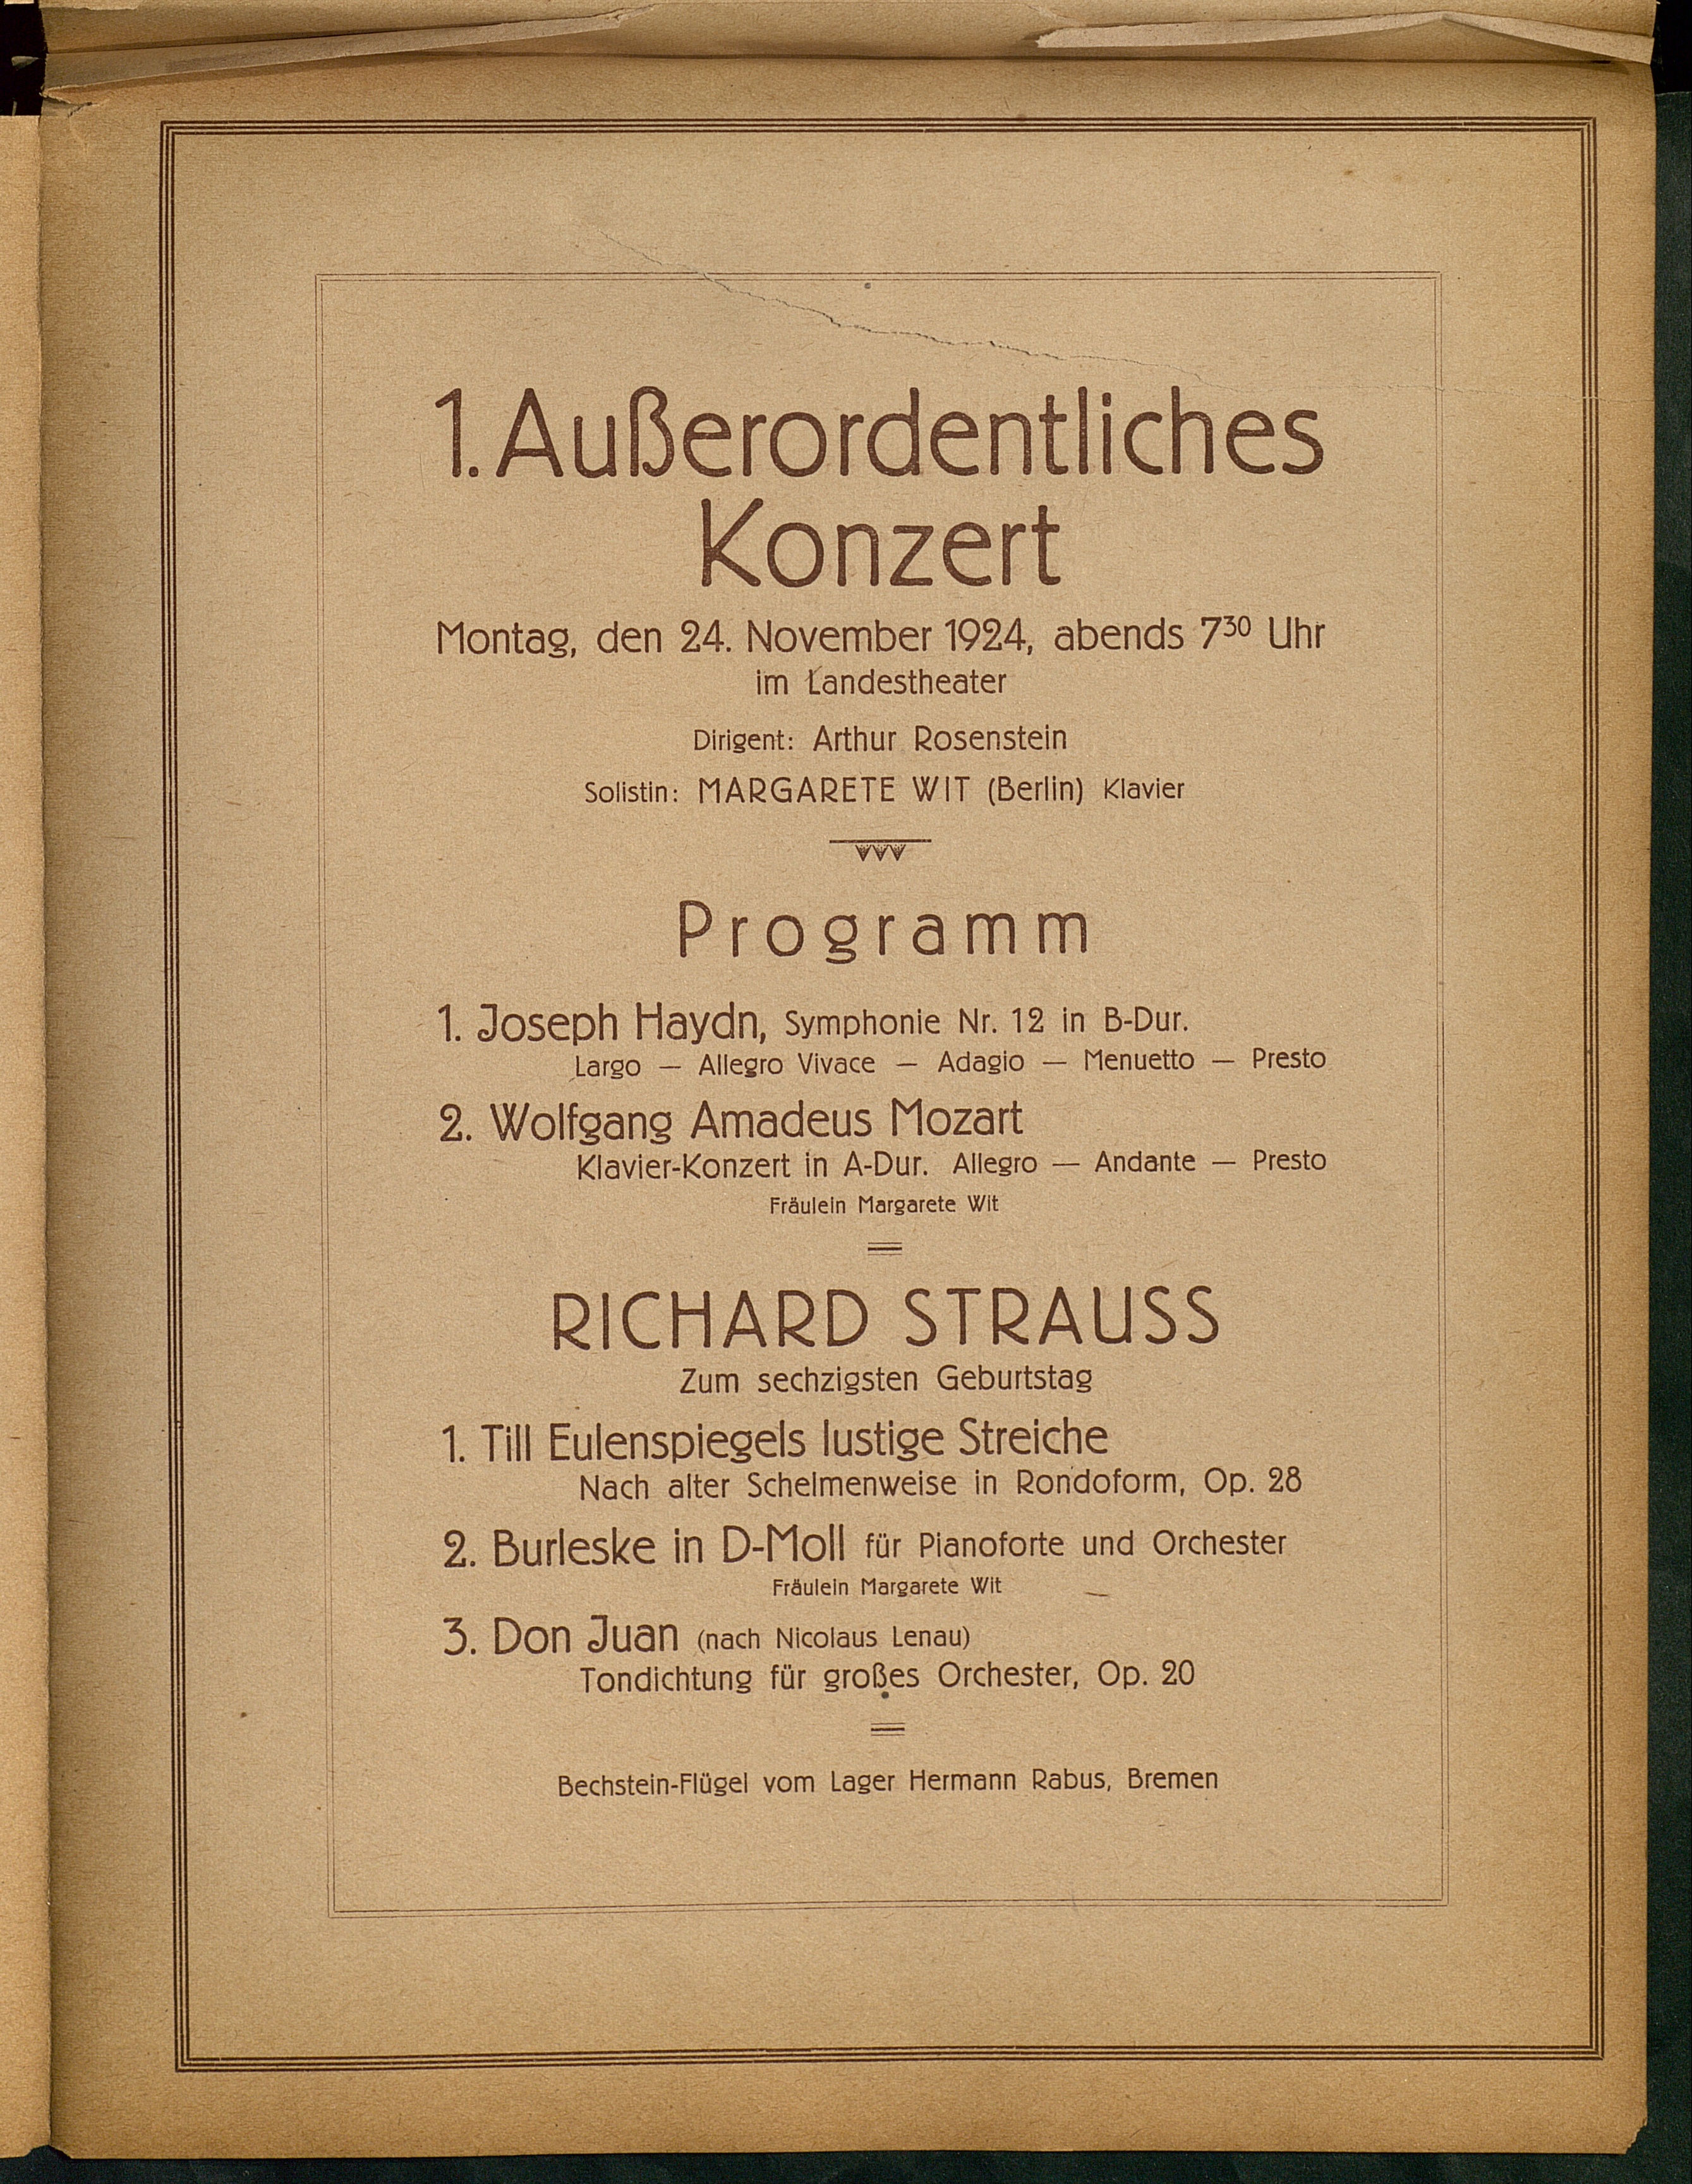 1. Außerordentliches
Konzert
Montag, den 24. November 1924, abends 7³⁰ Uhr
im Landestheater
Dirigent: Arthur Rosenstein
Solistin: MARGARETE WIT (Berlin) Klavier
Programm
1. Joseph Haydn, Symphonie Nr. 12 in B-Dur.
Largo — Allegro Vivace — Adagio — Menuetto — Presto
2. Wolfgang Amadeus Mozart
Klavier-Konzert in A-Dur. Allegro — Andante — Presto
Fräulein Margarete Wit
RICHARD STRAUSS
Zum sechzigsten Geburtstag
1. Till Eulenspiegels lustige Streiche
Nach alter Schelmenweise in Rondoform, Op. 28
2. Burleske in D-Moll für Pianoforte und Orchester
Fräulein Margarete Wit
3. Don Juan (nach Nicolaus Lenau)
Tondichtung für großes Orchester, Op. 20
Bechstein-Flügel vom Lager Hermann Rabus, Bremen